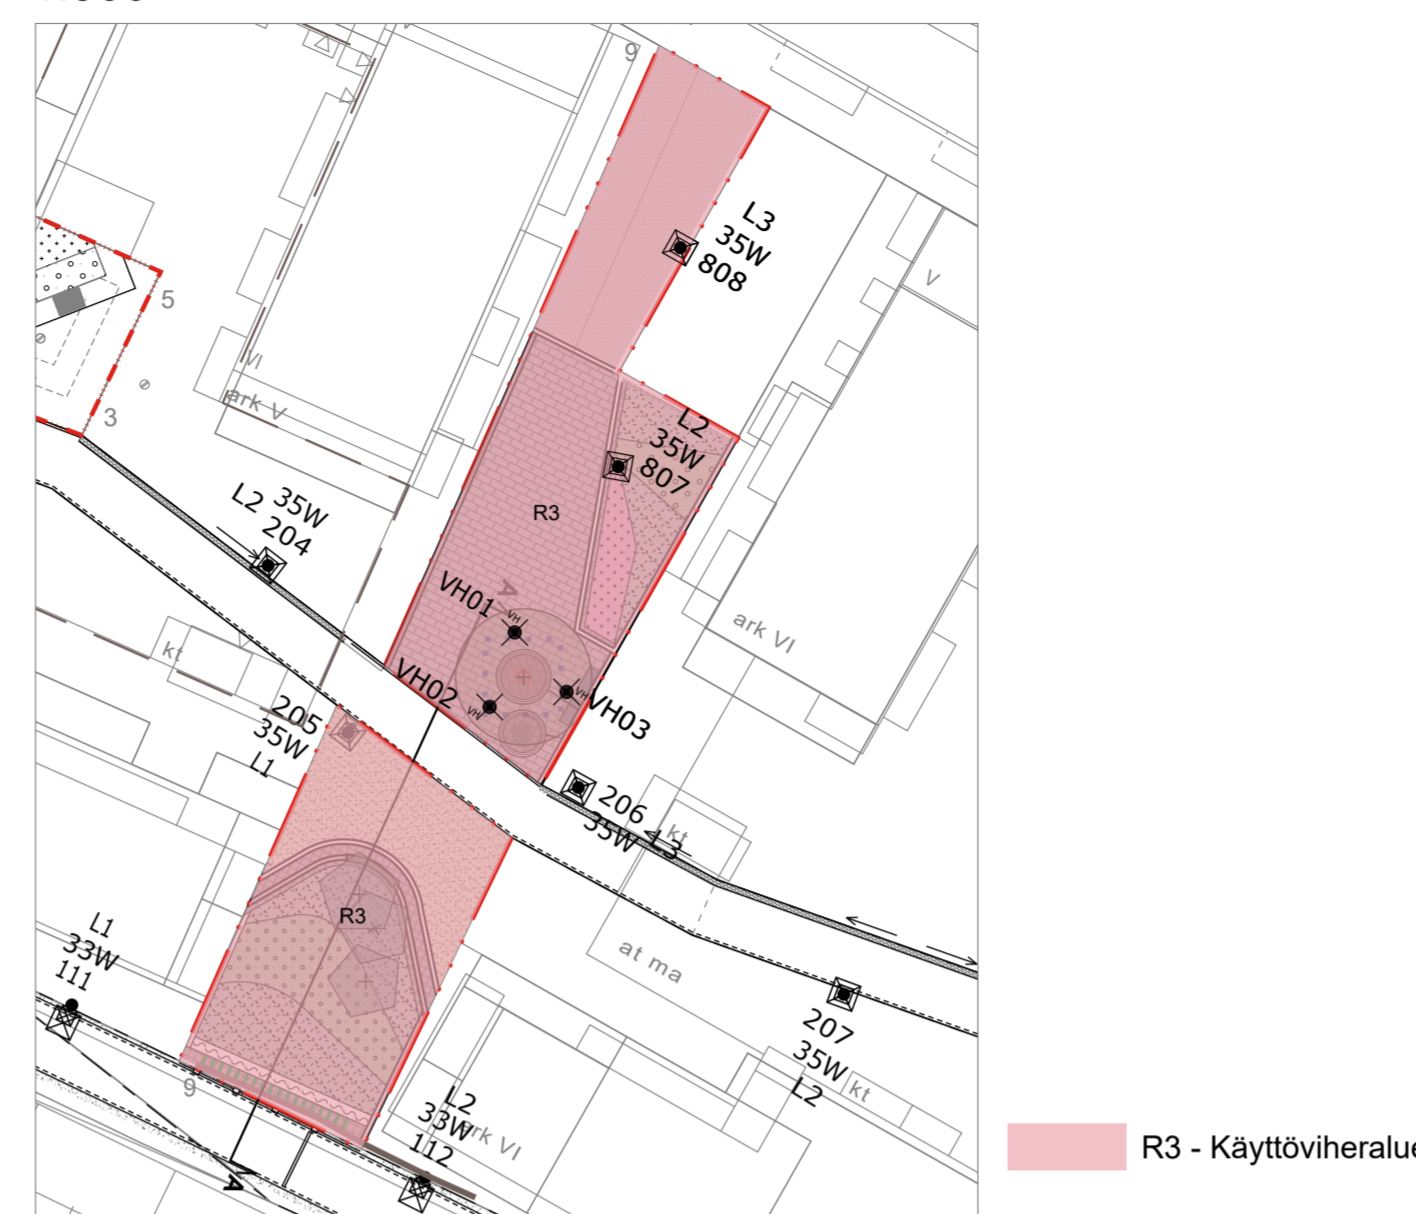 9
L3
35W
808
V
5
VI
ark V
3
L2
35W
807
35W
L2 204
R3
A
VH01
VH
ark VI
kt
VH02
VH
VH
VH03
205
35W
L1
206
35W L3
kt
R3
L1
33W
111
at ma
207
35W
L2
kt
9
L2
33W
112
ark VI
A
R3 - Käyttöviheralue